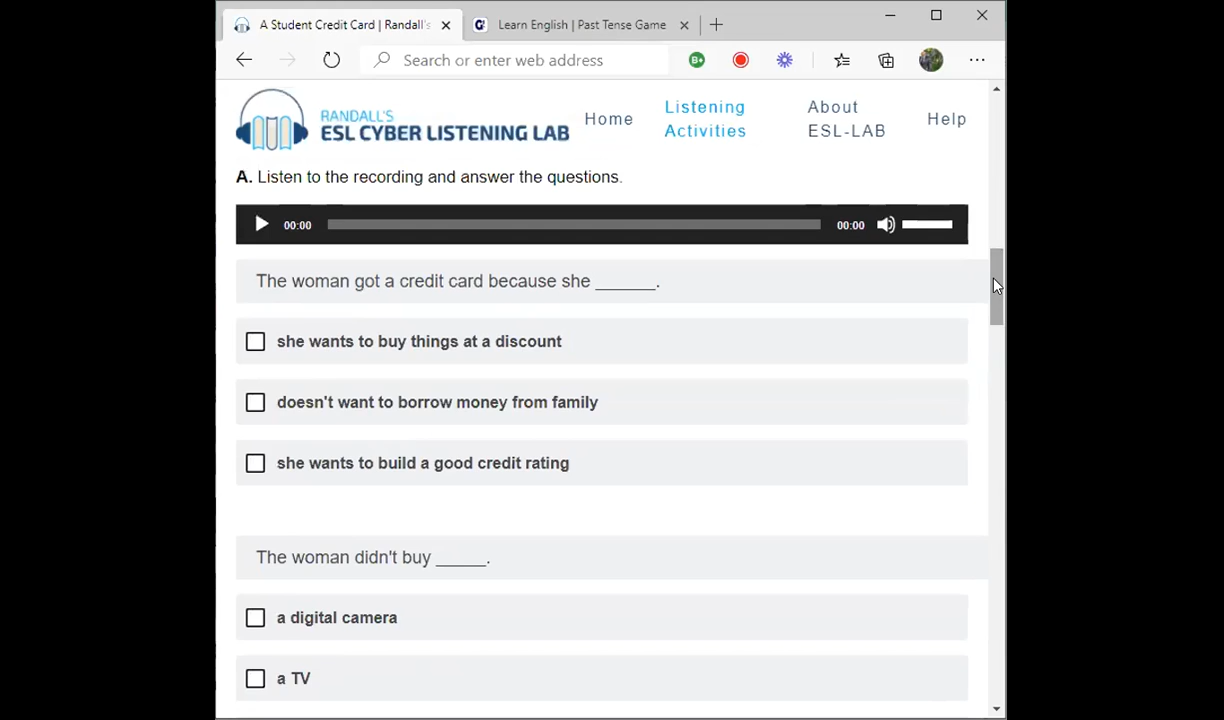 A Student Credit Card | Randall's
Learn English | Past Tense Game
Search or enter web address
B+
RANDALL'S
ESL CYBER LISTENING LAB
Home
Listening
Activities
About
ESL-LAB
Help
A. Listen to the recording and answer the questions.
00:00
00:00
The woman got a credit card because she ______.
she wants to buy things at a discount
doesn't want to borrow money from family
she wants to build a good credit rating
The woman didn't buy _____.
a digital camera
a TV